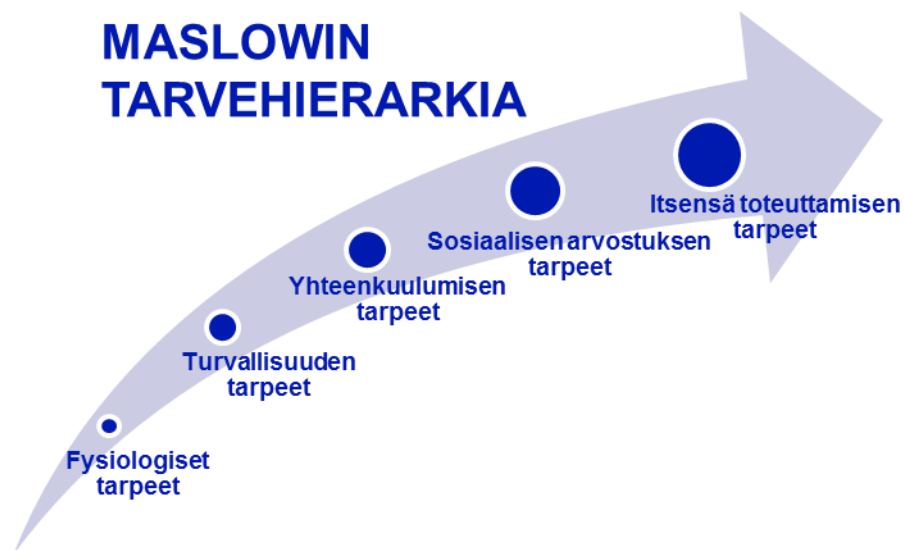 MASLOWIN
TARVEHIERARKIA
Fysiologiset
tarpeet
Turvallisuuden
tarpeet
Yhteenkuulumisen
tarpeet
Sosiaalisen arvostuksen
tarpeet
Itsensä toteuttamisen
tarpeet